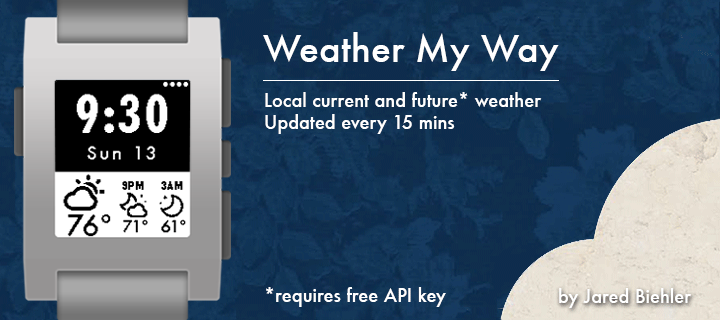 Weather My Way
Local current and future* weather
Updated every 15 mins
9:30
Sun 13
9PM 3AM
76° 71° 61°
*requires free API key
by Jared Biehler